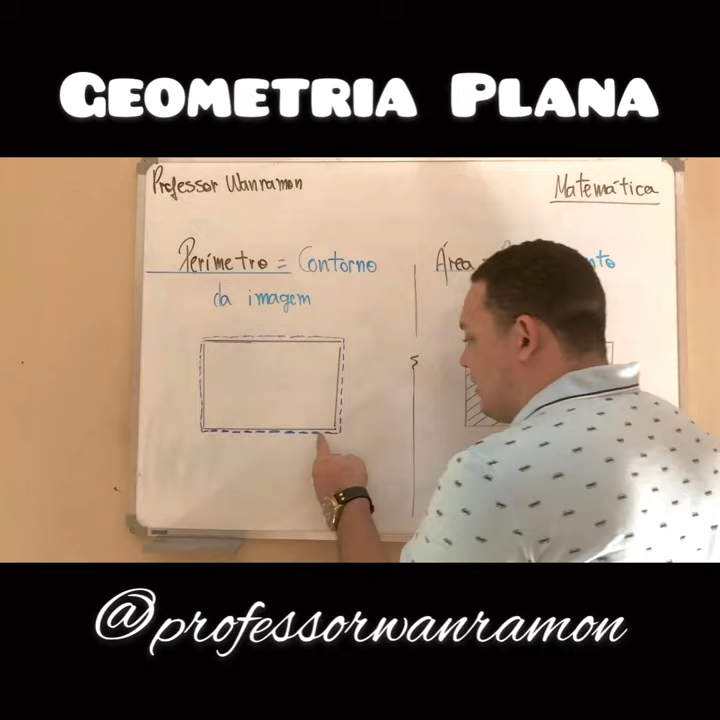 GEOMETRIA PLANA
Professor Wanramon
Matemática
Perímetro = Contorno
da imagem
Área
@professorwanramon